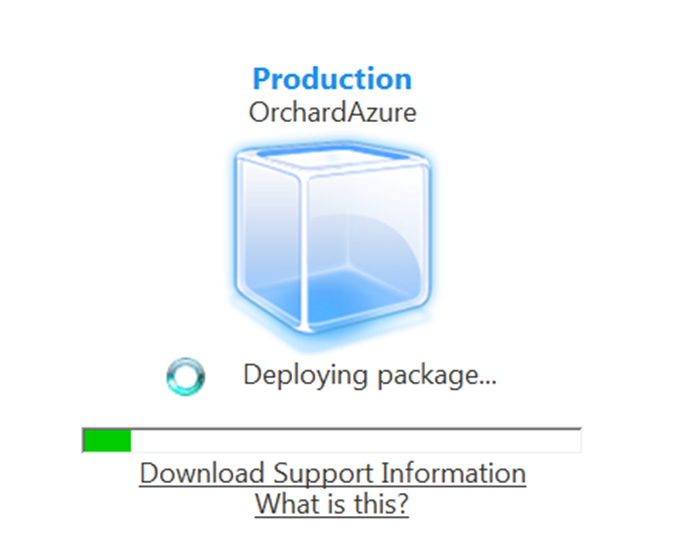 Production
OrchardAzure
Deploying package...
Download Support Information
What is this?